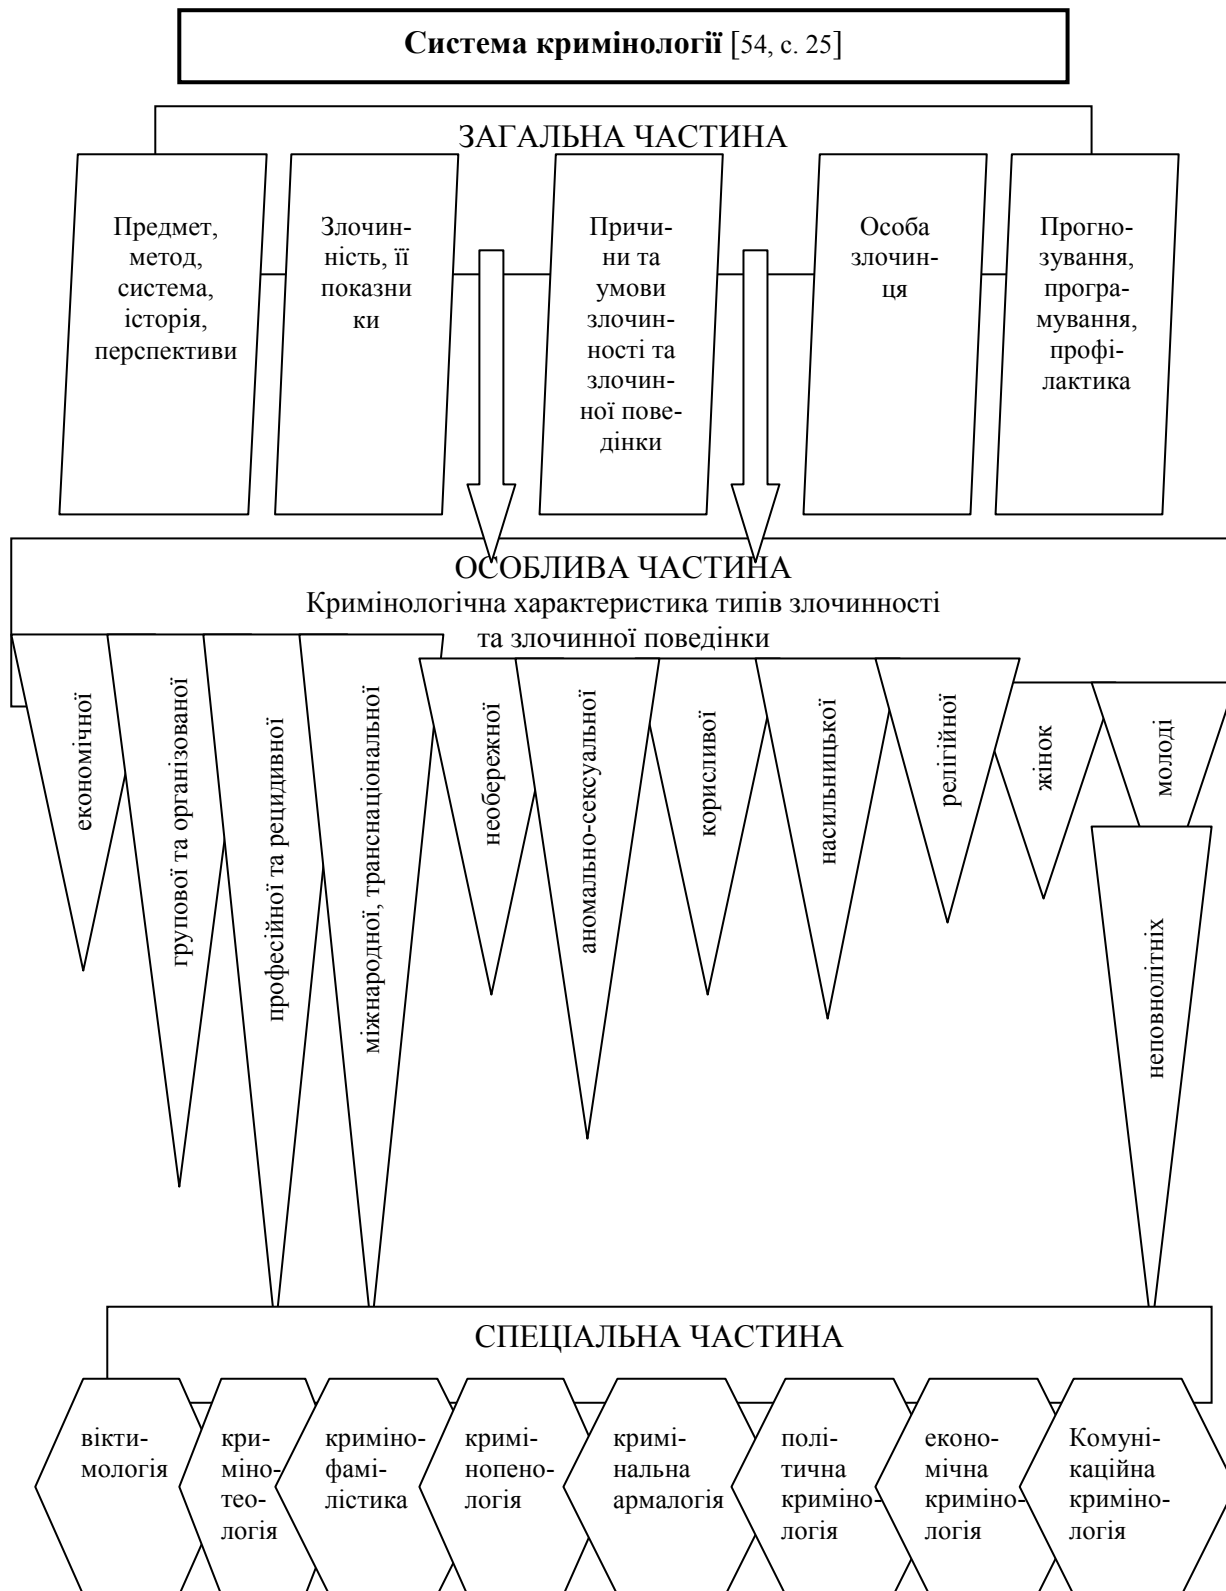 Система кримінології [54, с. 25]
ЗАГАЛЬНА ЧАСТИНА
Предмет,
метод,
система,
історія,
перспективи
Злочин-
ність, її
показни
ки
Причи-
ни та
умови
злочин-
ності та
злочин-
ної пове-
дінки
Особа
злочин-
ця
Прогно-
зування,
програ-
мування,
профі-
лактика
ОСОБЛИВА ЧАСТИНА
Кримінологічна характеристика типів злочинності
та злочинної поведінки
економічної
групової та організованої
професійної та рецидивної
міжнародної, транснаціональної
необережної
аномально-сексуальної
корисливої
насильницької
релігійної
жінок
молоді
неповнолітніх
СПЕЦІАЛЬНА ЧАСТИНА
вікти-
мологія
кри-
міно-
тео-
логія
криміно-
фамі-
лістика
кримі-
нопено-
логія
кримі-
нальна
армалогія
полі-
тична
криміно-
логія
еконо-
мічна
криміно-
логія
Комуні-
каційна
криміно-
логія